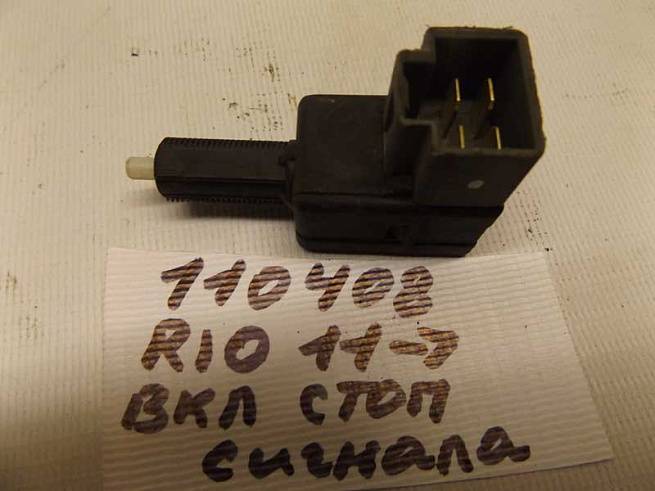 110408
RIO 11->
ВКЛ СТОП
сигнала